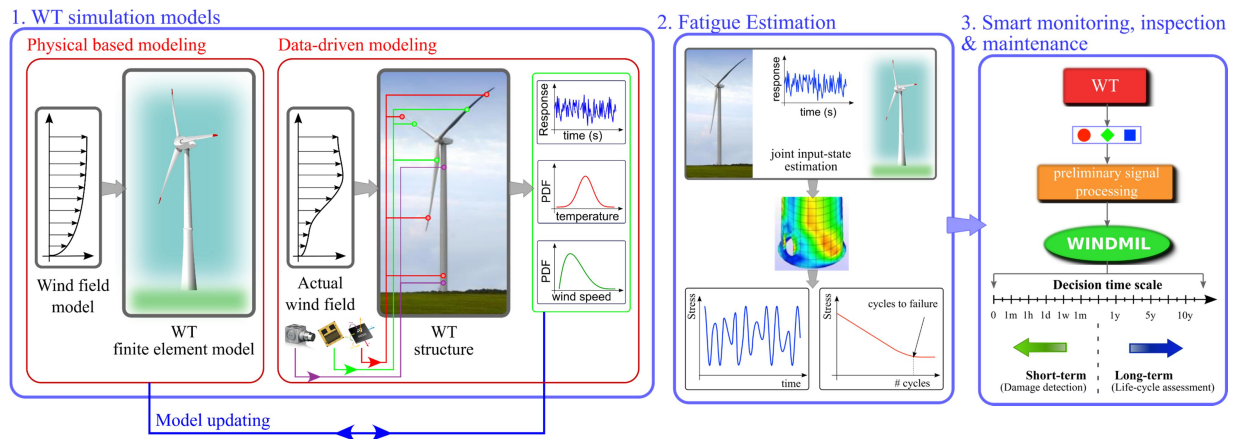 1. WT simulation models
Physical based modeling
Wind field
model
WT
finite element model
Data-driven modeling
Actual
wind field
WT
structure
Response
time (s)
PDF
temperature
PDF
wind speed
Model updating
2. Fatigue Estimation
response
time (s)
joint input-state
estimation
Stress
time
Stress
cycles to failure
# cycles
3. Smart monitoring, inspection
& maintenance
WT
preliminary signal
processing
WINDMIL
Decision time scale
0 1m 1h 1d 1w 1m 1y 5y 10y
Short-term
(Damage detection)
Long-term
(Life-cycle assessment)